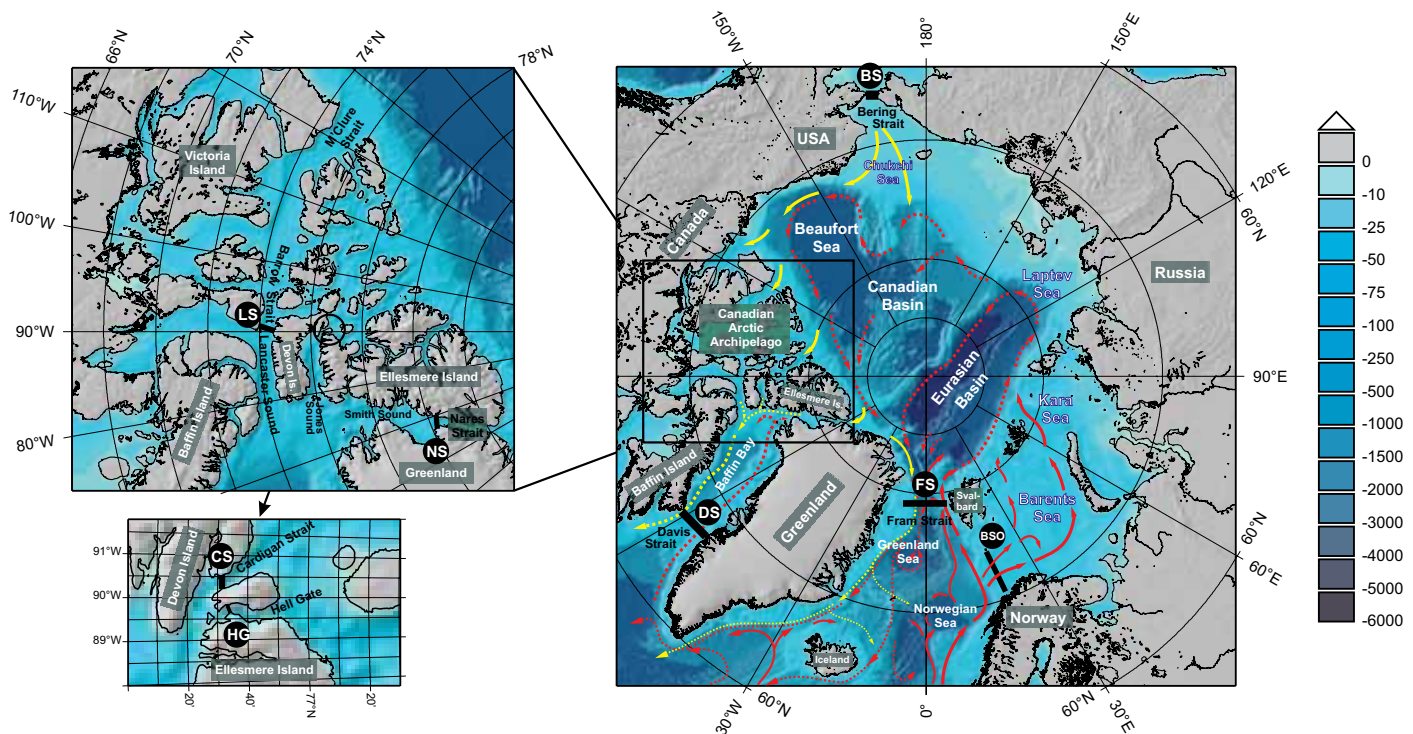 66°N
70°N
74°N
78°N
110°W
100°W
90°W
80°W
Victoria
Island
M'Clure
Strait
Barrow Strait
LS
Lancaster Sound
Devon Is.
Jones
Sound
Ellesmere Island
Smith Sound
Nares
Strait
NS
Greenland
Baffin Island
91°W
90°W
89°W
Devon Island
CS
Cardigan Strait
Hell Gate
HG
Ellesmere Island
20'
40'
77°N
20'
150°W
180°
150°E
120°E
60°N
90°E
60°N
60°E
60°N
30°E
0°
60°N
30°W
BS
Bering
Strait
USA
Chukchi
Sea
Canada
Beaufort
Sea
Laptev
Sea
Russia
Canadian
Basin
Canadian
Arctic
Archipelago
Ellesmere Is.
Eurasian
Basin
Kara
Sea
Baffin Island
Baffin Bay
DS
Davis
Strait
Greenland
FS
Sval-
bard
Fram Strait
Barents
Sea
BSO
Greenland
Sea
Norwegian
Sea
Norway
Iceland
0
-10
-25
-50
-75
-100
-250
-500
-1000
-1500
-2000
-3000
-4000
-5000
-6000